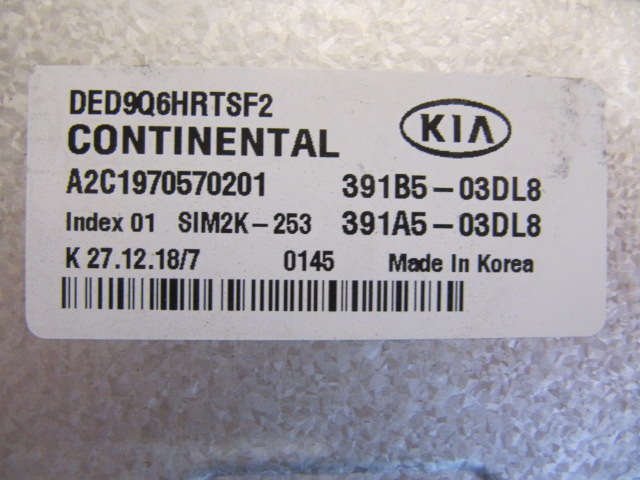 DED9Q6HRTSF2
CONTINENTAL KIA
A2C1970570201 391B5-03DL8
Index 01 SIM2K-253 391A5-03DL8
K 27.12.18/7 0145 Made In Korea